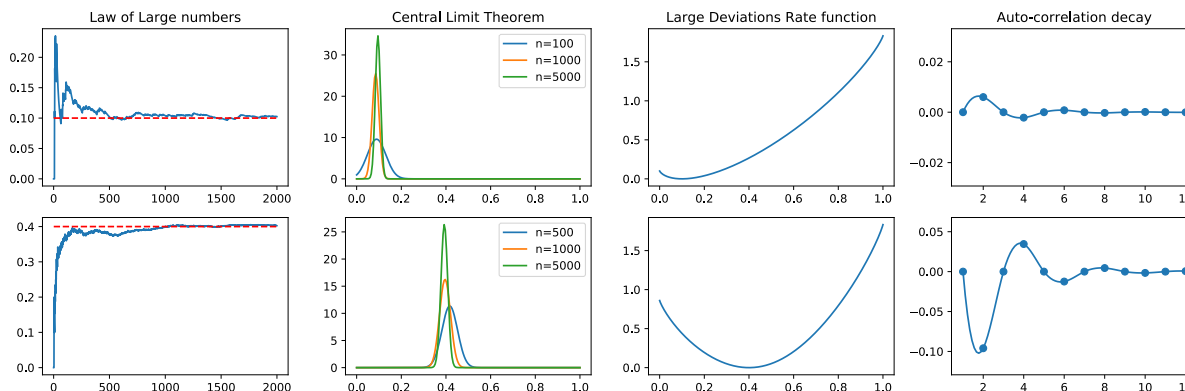 Law of Large numbers
Central Limit Theorem
Large Deviations Rate function
Auto-correlation decay
0.20
0.15
0.10
0.05
0.00
0
500
1000
1500
2000
30
20
10
0
n=100
n=1000
n=5000
0.0 0.2 0.4 0.6 0.8 1.0
1.5
1.0
0.5
0.0
0.0 0.2 0.4 0.6 0.8 1.0
0.02
0.00
−0.02
2 4 6 8 10
0.4
0.3
0.2
0.1
0.0
0 500 1000 1500 2000
25
20
15
10
5
0
n=500
n=1000
n=5000
0.0 0.2 0.4 0.6 0.8 1.0
1.5
1.0
0.5
0.0
0.0 0.2 0.4 0.6 0.8 1.0
0.05
0.00
−0.05
−0.10
2 4 6 8 10